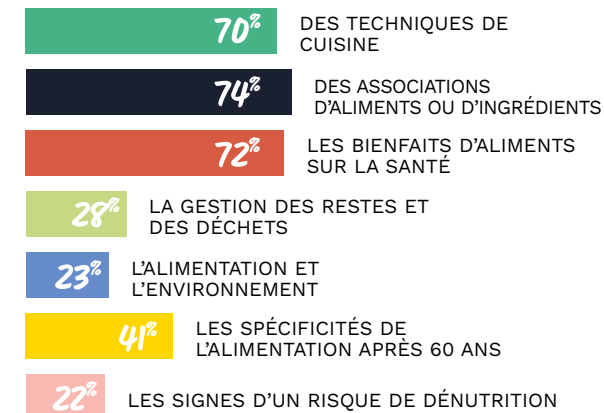 70%
DES TECHNIQUES DE
CUISINE
74%
DES ASSOCIATIONS
D'ALIMENTS OU D'INGRÉDIENTS
72%
LES BIENFAITS D'ALIMENTS
SUR LA SANTÉ
28%
LA GESTION DES RESTES ET
DES DÉCHETS
23%
L'ALIMENTATION ET
L'ENVIRONNEMENT
41%
LES SPÉCIFICITÉS DE
L'ALIMENTATION APRÈS 60 ANS
22%
LES SIGNES D'UN RISQUE DE DÉNUTRITION